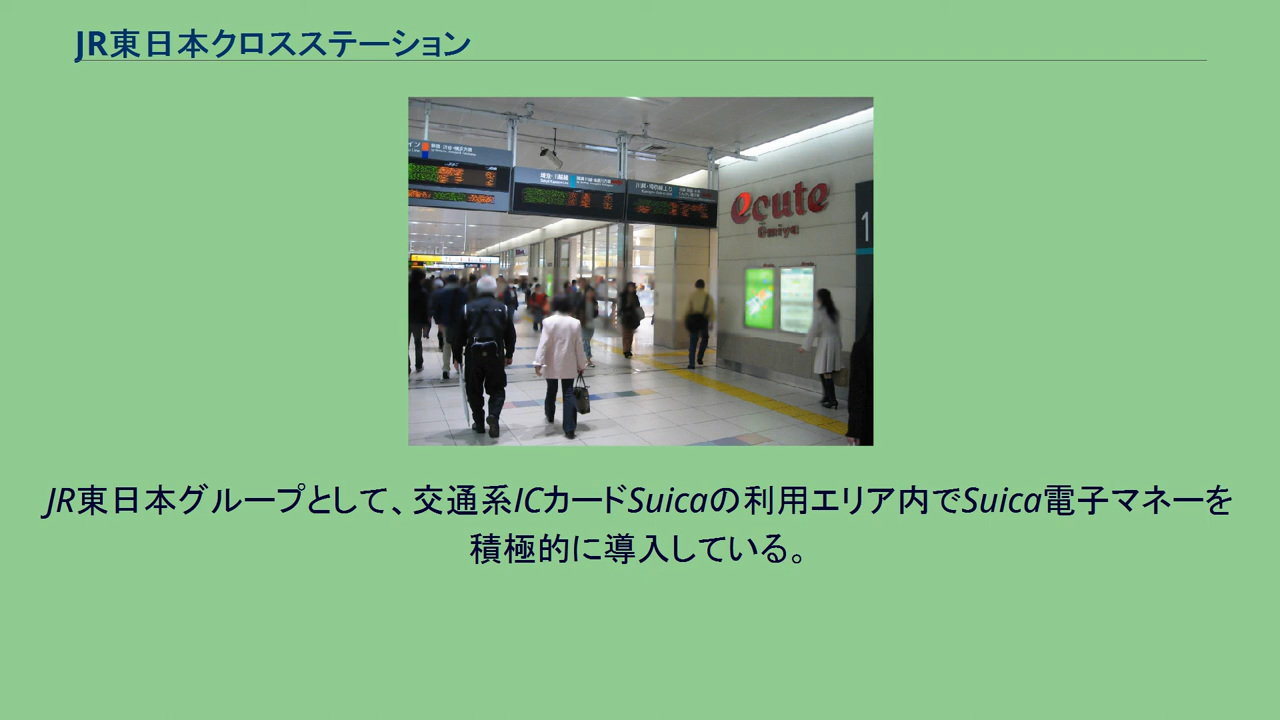 JR東日本クロスステーション
ecute
Omiya
1
JR東日本グループとして、交通系ICカードSuicaの利用エリア内でSuica電子マネーを
積極的に導入している。